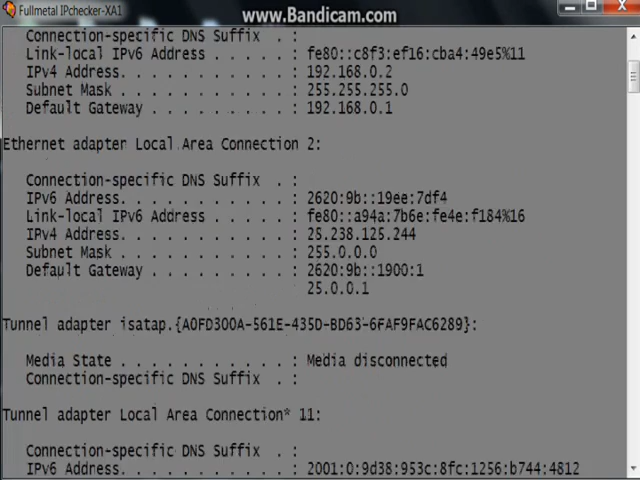 Fullmetal IPchecker-XA1
www.Bandicam.com
Connection-specific DNS Suffix . :
Link-local IPv6 Address . . . . . : fe80::c8f3:ef16:cba4:49e5%11
IPv4 Address. . . . . . . . . . . : 192.168.0.2
Subnet Mask . . . . . . . . . . . : 255.255.255.0
Default Gateway . . . . . . . . . : 192.168.0.1
Ethernet adapter Local Area Connection 2:
Connection-specific DNS Suffix . :
IPv6 Address. . . . . . . . . . . : 2620:9b::19ee:7df4
Link-local IPv6 Address . . . . . : fe80::a94a:7b6e:fe4e:f184%16
IPv4 Address. . . . . . . . . . . : 25.238.125.244
Subnet Mask . . . . . . . . . . . : 255.0.0.0
Default Gateway . . . . . . . . . : 2620:9b::1900:1
25.0.0.1
Tunnel adapter isatap.{A0FD300A-561E-435D-BD63-6FAF9FAC6289}:
Media State . . . . . . . . . . . : Media disconnected
Connection-specific DNS Suffix . :
Tunnel adapter Local Area Connection* 11:
Connection-specific DNS Suffix . :
IPv6 Address. . . . . . . . . . . : 2001:0:9d38:953c:8fc:1256:b744:4812